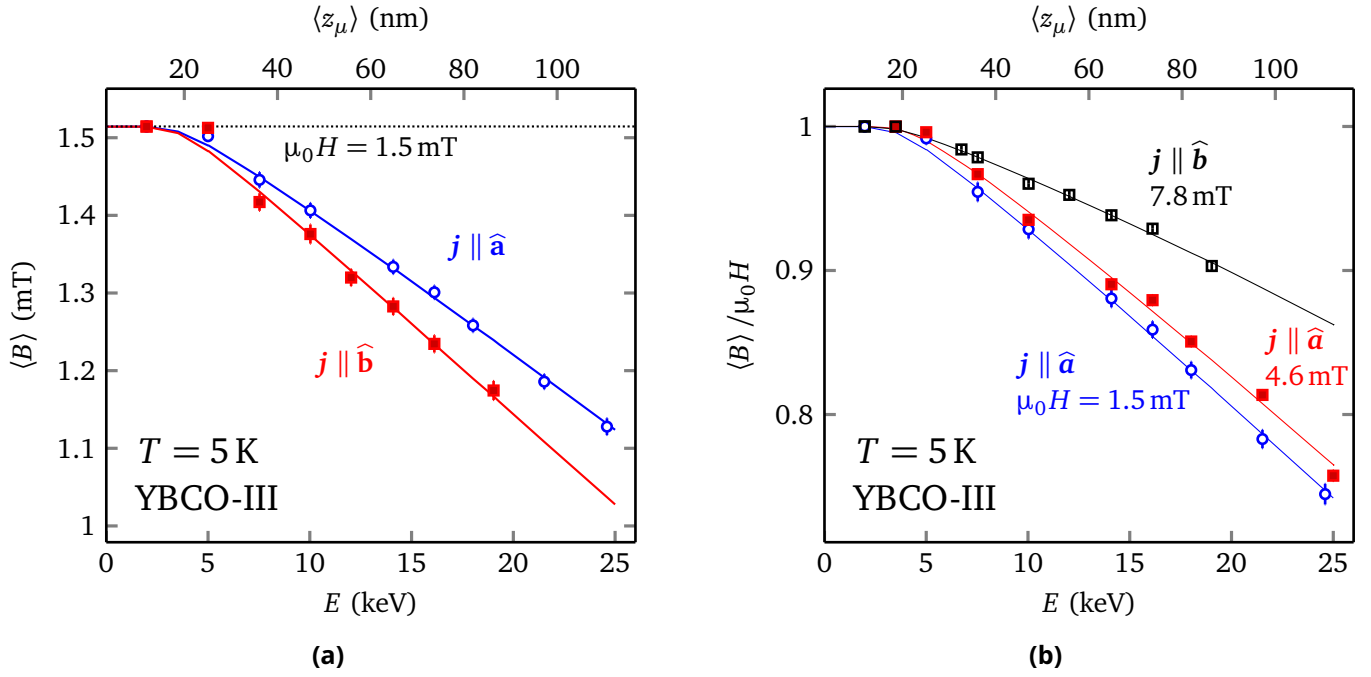 ⟨z_μ⟩ (nm)
20 40 60 80 100
1.5
1.4
1.3
1.2
1.1
1
⟨B⟩ (mT)
μ₀H = 1.5 mT
j ∥ â
j ∥ b̂
T = 5 K
YBCO-III
0 5 10 15 20 25
E (keV)
(a)
⟨z_μ⟩ (nm)
20 40 60 80 100
1
0.9
0.8
⟨B⟩ /μ₀H
j ∥ b̂
7.8 mT
j ∥ â
4.6 mT
j ∥ â
μ₀H = 1.5 mT
T = 5 K
YBCO-III
0 5 10 15 20 25
E (keV)
(b)